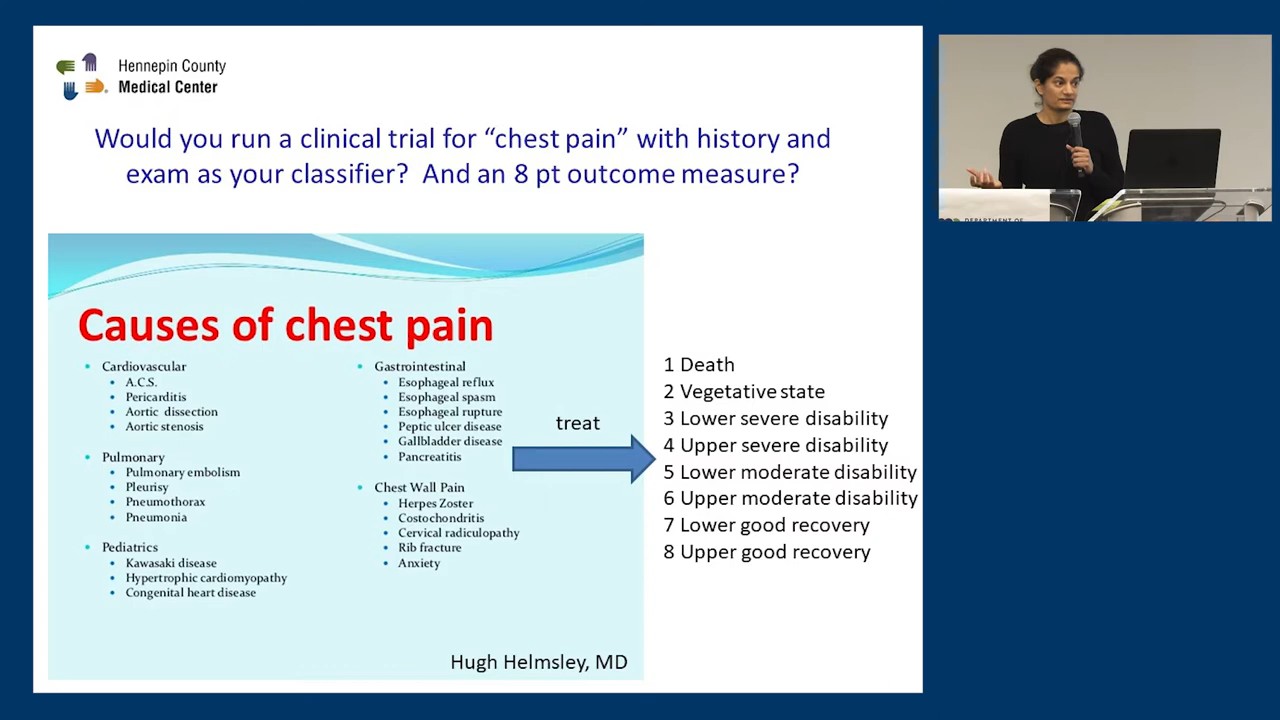 Hennepin County
Medical Center
Would you run a clinical trial for “chest pain” with history and
exam as your classifier? And an 8 pt outcome measure?
Causes of chest pain
Cardiovascular
A.C.S.
Pericarditis
Aortic dissection
Aortic stenosis
Pulmonary
Pulmonary embolism
Pleurisy
Pneumothorax
Pneumonia
Pediatrics
Kawasaki disease
Hypertrophic cardiomyopathy
Congenital heart disease
Gastrointestinal
Esophageal reflux
Esophageal spasm
Esophageal rupture
Peptic ulcer disease
Gallbladder disease
Pancreatitis
Chest Wall Pain
Herpes Zoster
Costochondritis
Cervical radiculopathy
Rib fracture
Anxiety
treat
1 Death
2 Vegetative state
3 Lower severe disability
4 Upper severe disability
5 Lower moderate disability
6 Upper moderate disability
7 Lower good recovery
8 Upper good recovery
Hugh Helmsley, MD
DEPARTMENT OF